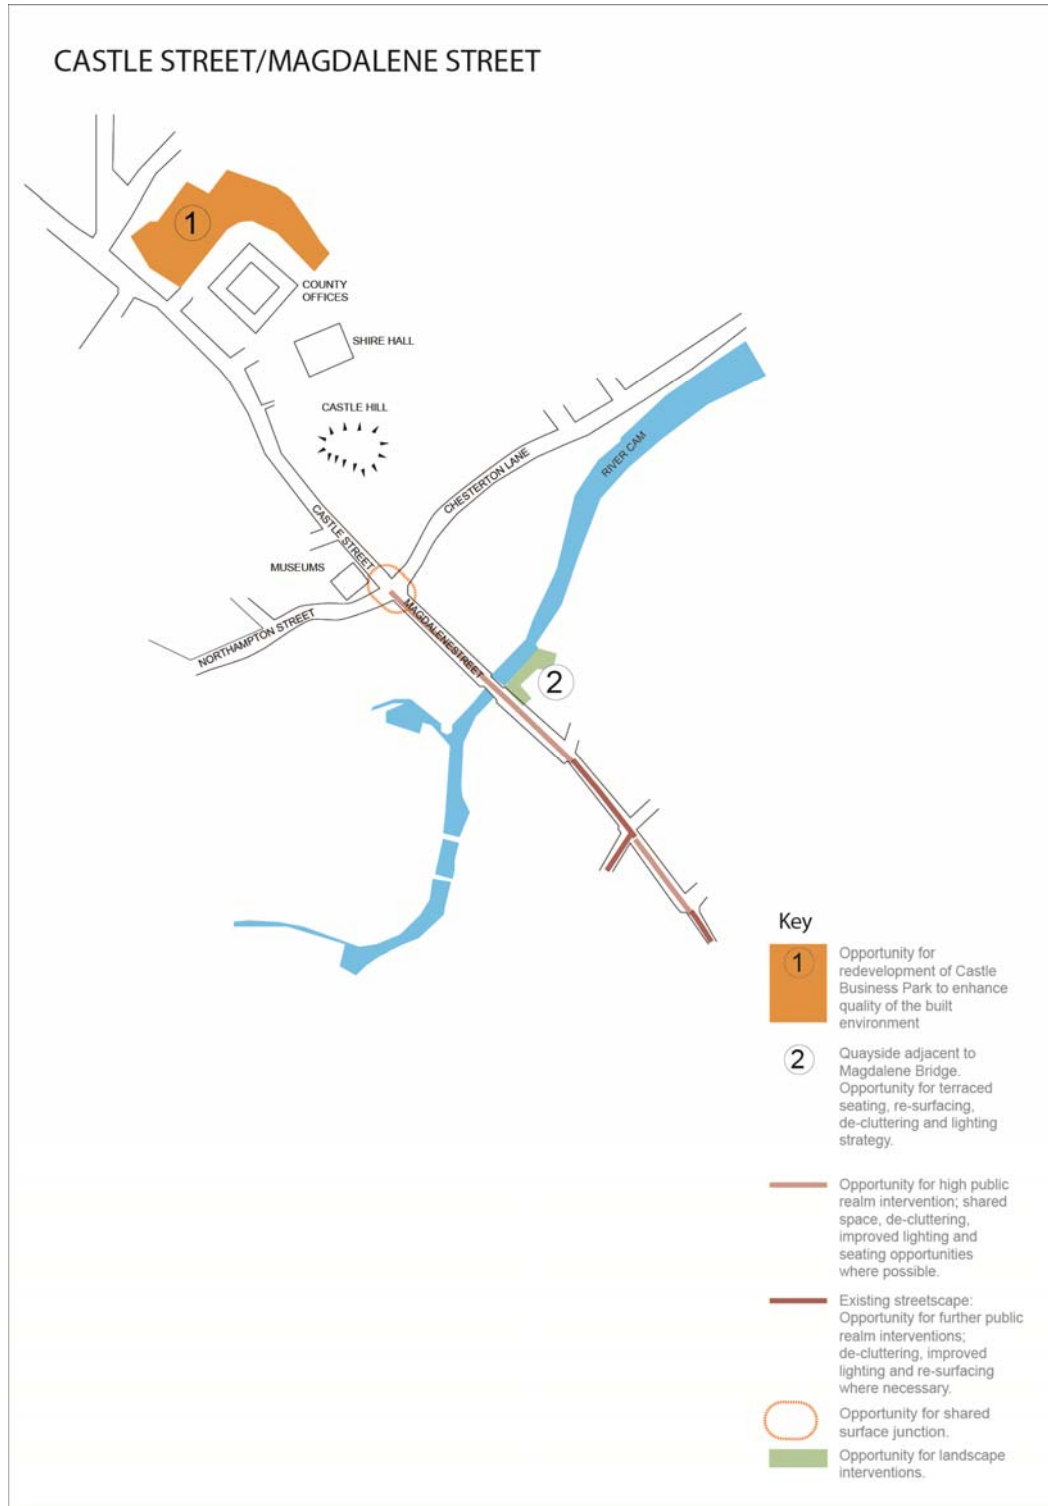 CASTLE STREET/MAGDALENE STREET
1
COUNTY
OFFICES
SHIRE HALL
CASTLE HILL
RIVER CAM
CHESTERTON LANE
CASTLE STREET
MUSEUMS
MAGDALENESTREET
NORTHAMPTON STREET
2
Key
1
Opportunity for
redevelopment of Castle
Business Park to enhance
quality of the built
environment
2
Quayside adjacent to
Magdalene Bridge.
Opportunity for terraced
seating, re-surfacing,
de-cluttering and lighting
strategy.
Opportunity for high public
realm intervention; shared
space, de-cluttering,
improved lighting and
seating opportunities
where possible.
Existing streetscape:
Opportunity for further public
realm interventions;
de-cluttering, improved
lighting and re-surfacing
where necessary.
Opportunity for shared
surface junction.
Opportunity for landscape
interventions.